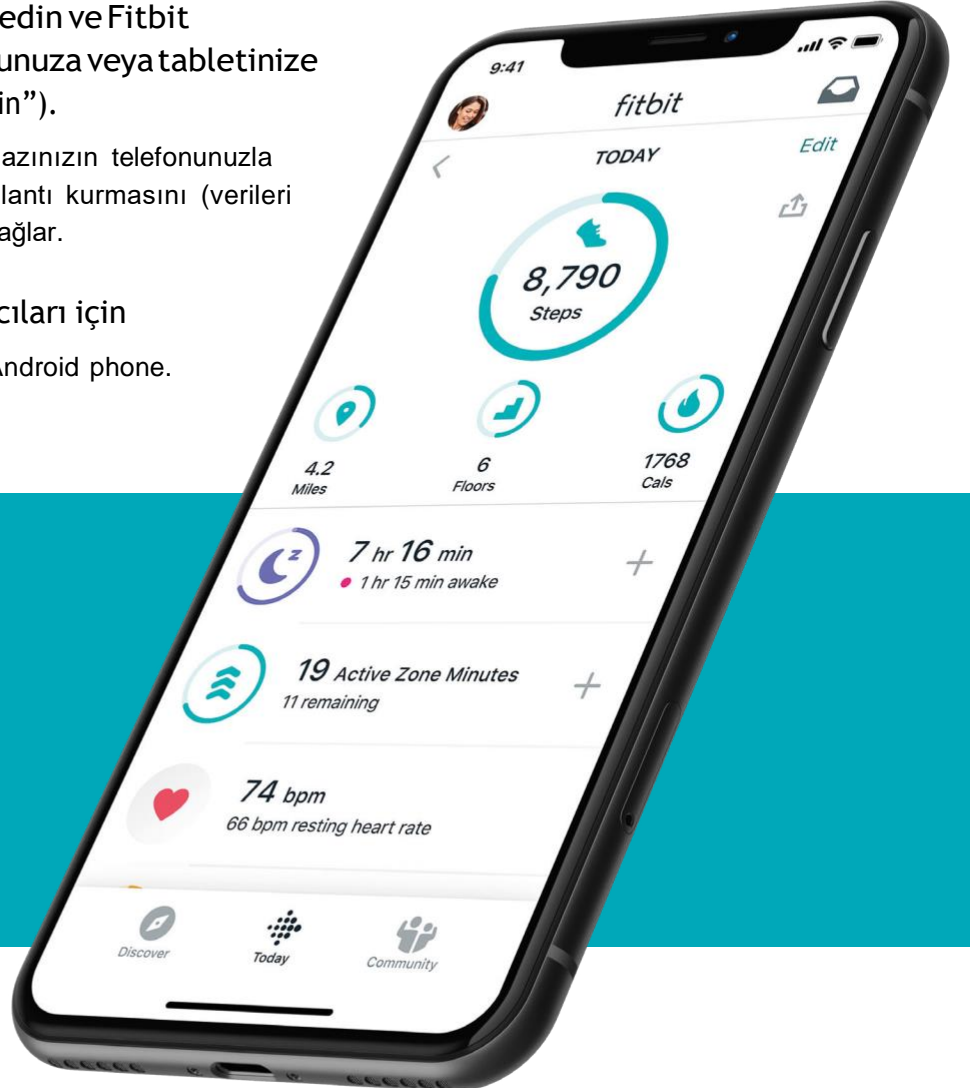 edin ve Fitbit
unuza veya tabletinize
in”).
azınızın telefonunuzla
lantı kurmasını (verileri
ağlar.
cıları için
Android phone.
9:41
fitbit
TODAY
Edit
8,790
Steps
4.2
Miles
6
Floors
1768
Cals
7 hr 16 min
1 hr 15 min awake
19 Active Zone Minutes
11 remaining
74 bpm
66 bpm resting heart rate
Discover
Today
Community